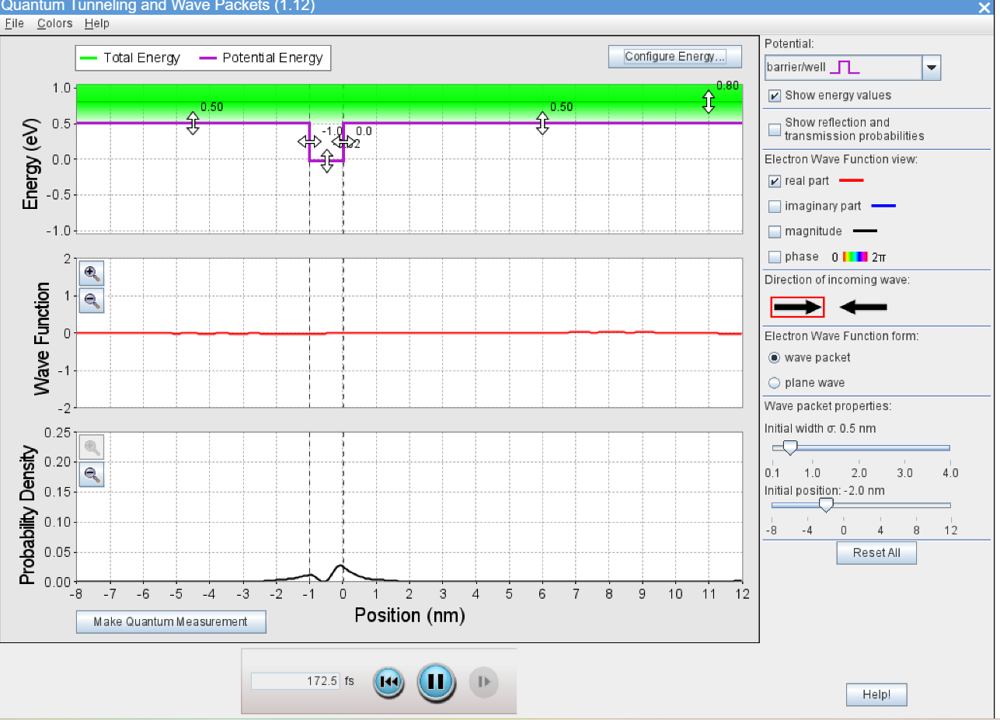 Quantum Tunneling and Wave Packets (1.12)
File Colors Help
Total Energy Potential Energy
Configure Energy...
Energy (eV)
1.0
0.5
0.0
-0.5
-1.0
0.50
0.50
0.80
-1.0 0.0
Wave Function
2
1
0
-1
-2
Probability Density
0.25
0.20
0.15
0.10
0.05
0.00
-8 -7 -6 -5 -4 -3 -2 -1 0 1 2 3 4 5 6 7 8 9 10 11 12
Position (nm)
Make Quantum Measurement
172.5 fs
Potential:
barrier/well
Show energy values
Show reflection and
transmission probabilities
Electron Wave Function view:
real part
imaginary part
magnitude
phase 0 2π
Direction of incoming wave:
Electron Wave Function form:
wave packet
plane wave
Wave packet properties:
Initial width σ: 0.5 nm
0.1 1.0 2.0 3.0 4.0
Initial position: -2.0 nm
-8 -4 0 4 8 12
Reset All
Help!